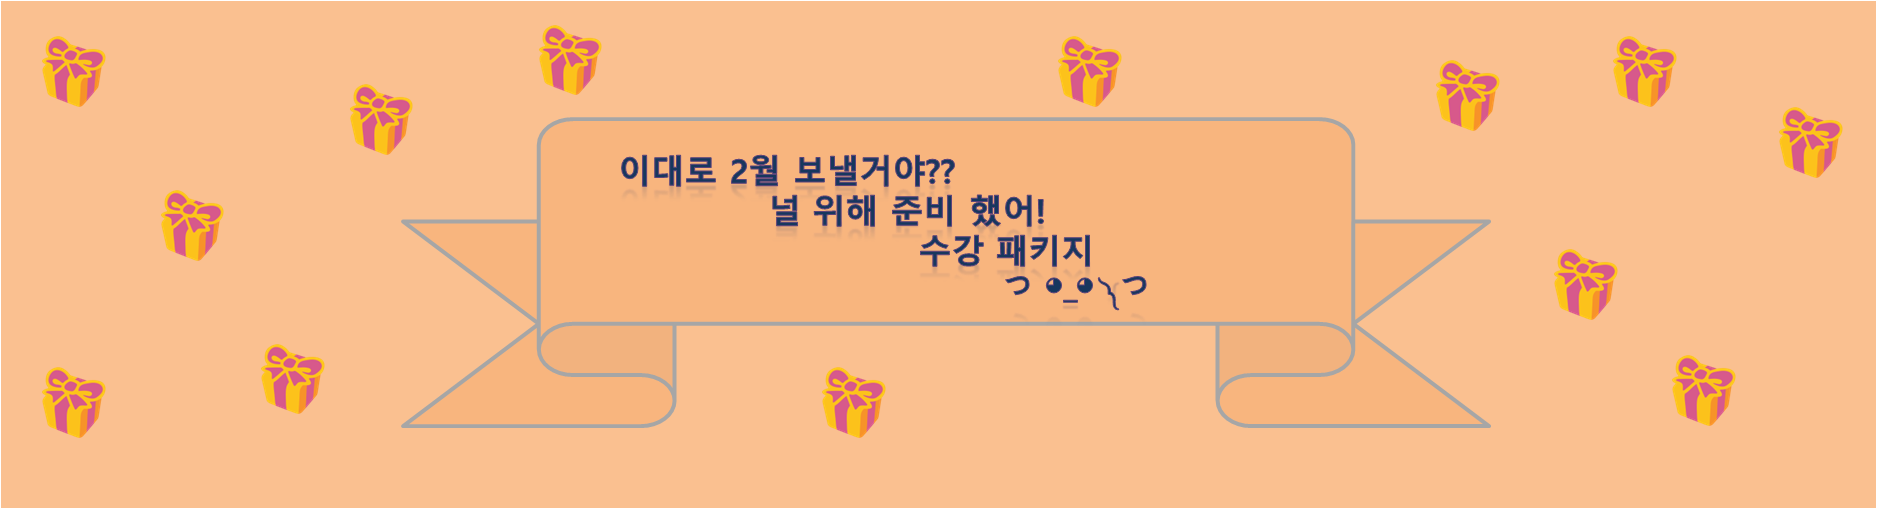 이대로 2월 보낼거야??
널 위해 준비 했어!
수강 패키지
つ ◕_◕ ༽つ